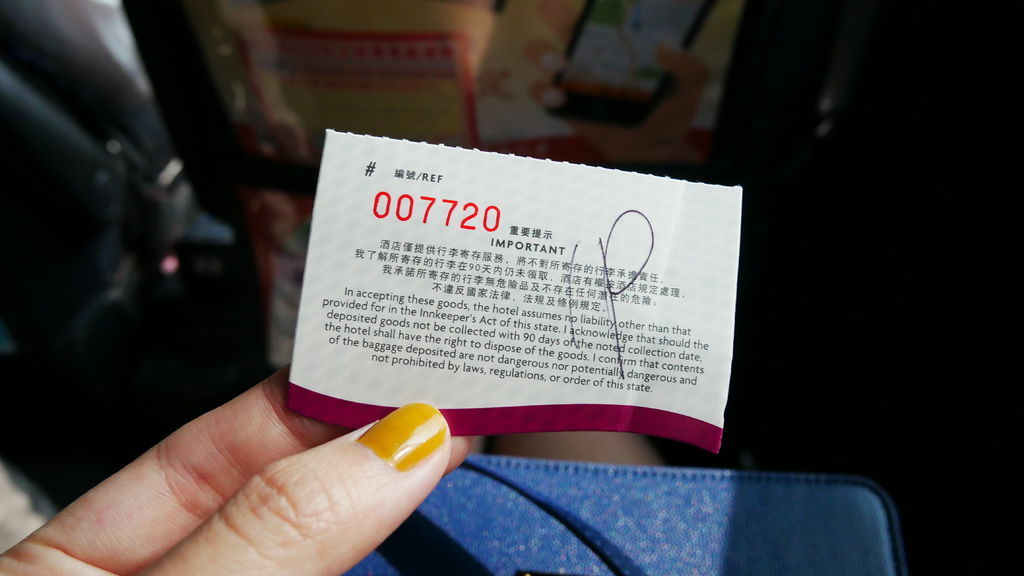 # 編號/REF
007720
重要提示
IMPORTANT
酒店僅提供行李寄存服務，將不對所寄存的行李承擔責任。
我了解所寄存的行李在90天內仍未領取，酒店有權按酒店規定處理。
我承諾所寄存的行李無危險品及不存在任何潛在的危險；
不違反國家法律，法規及條例規定。
In accepting these goods, the hotel assumes no liability other than that
provided for in the Innkeeper's Act of this state. I acknowledge that should the
deposited goods not be collected with 90 days of the noted collection date,
the hotel shall have the right to dispose of the goods. I confirm that contents
of the baggage deposited are not dangerous nor potentially dangerous and
not prohibited by laws, regulations, or order of this state.